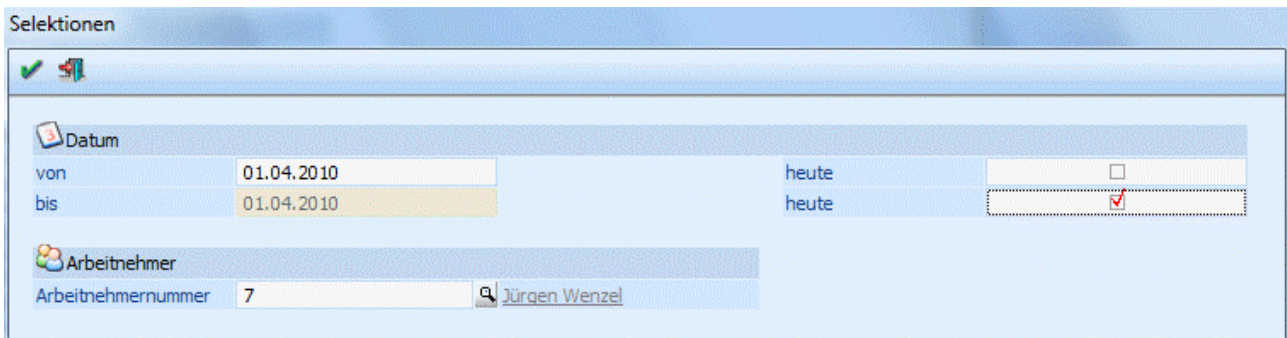 Selektionen
Datum
von 01.04.2010 heute
bis 01.04.2010 heute
Arbeitnehmer
Arbeitnehmernummer 7 Jürgen Wenzel